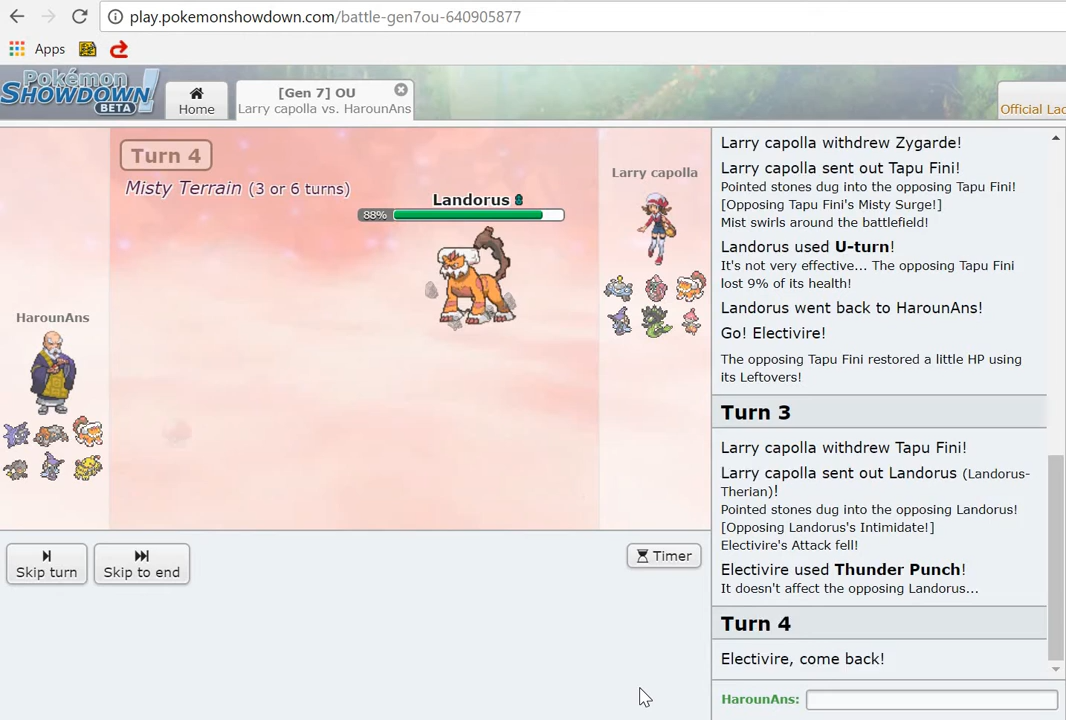 play.pokemonshowdown.com/battle-gen7ou-640905877
Apps
Pokémon
SHOWDOWN!
BETA
Home
[Gen 7] OU
Larry capolla vs. HarounAns
Official Lad
Turn 4
Misty Terrain (3 or 6 turns)
Landorus
88%
HarounAns
Larry capolla
Skip turn
Skip to end
Timer
Larry capolla withdrew Zygarde!
Larry capolla sent out Tapu Fini!
Pointed stones dug into the opposing Tapu Fini!
[Opposing Tapu Fini's Misty Surge!]
Mist swirls around the battlefield!
Landorus used U-turn!
It's not very effective... The opposing Tapu Fini
lost 9% of its health!
Landorus went back to HarounAns!
Go! Electivire!
The opposing Tapu Fini restored a little HP using
its Leftovers!
Turn 3
Larry capolla withdrew Tapu Fini!
Larry capolla sent out Landorus (Landorus-
Therian)!
Pointed stones dug into the opposing Landorus!
[Opposing Landorus's Intimidate!]
Electivire's Attack fell!
Electivire used Thunder Punch!
It doesn't affect the opposing Landorus...
Turn 4
Electivire, come back!
HarounAns: